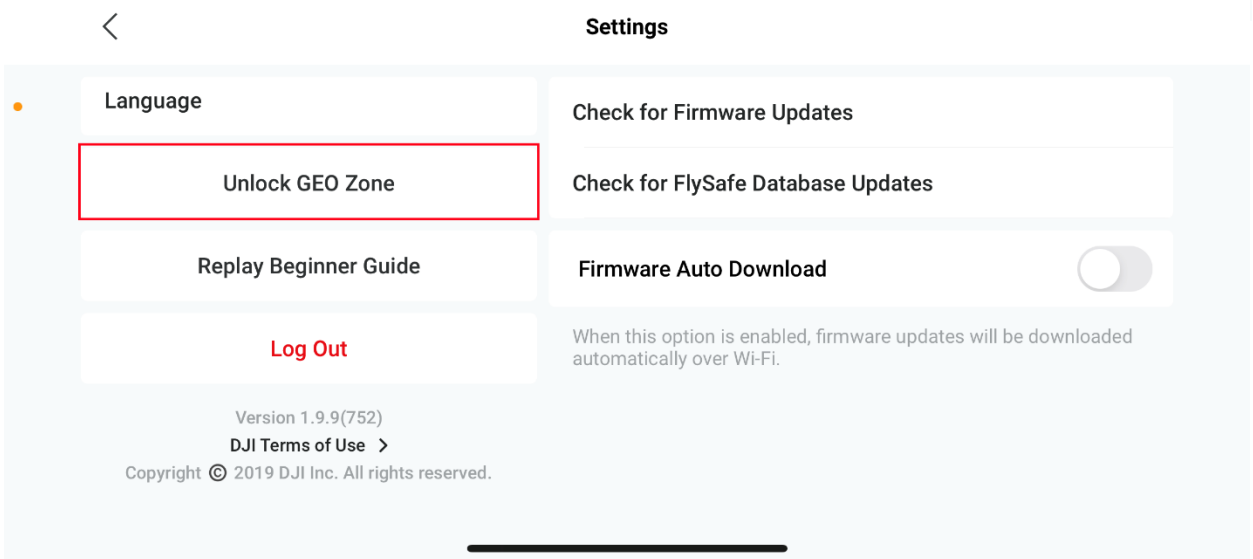 Settings
Language
Unlock GEO Zone
Replay Beginner Guide
Log Out
Version 1.9.9(752)
DJI Terms of Use >
Copyright © 2019 DJI Inc. All rights reserved.
Check for Firmware Updates
Check for FlySafe Database Updates
Firmware Auto Download
When this option is enabled, firmware updates will be downloaded
automatically over Wi-Fi.